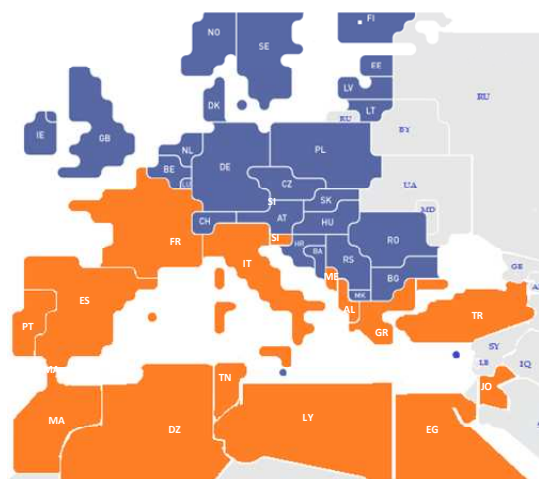 FI
NO
SE
EE
RU
LV
LT
DK
RU
BY
IE
GB
NL
PL
BE
DE
LU
CZ
UA
SI
SK
MD
CH
AT
HU
FR
SI
RO
HR
BA
IT
RS
GE
ME
BG
ES
MK
AL
TR
PT
GR
SY
LB
IQ
MA
TN
JO
MA
LY
DZ
EG